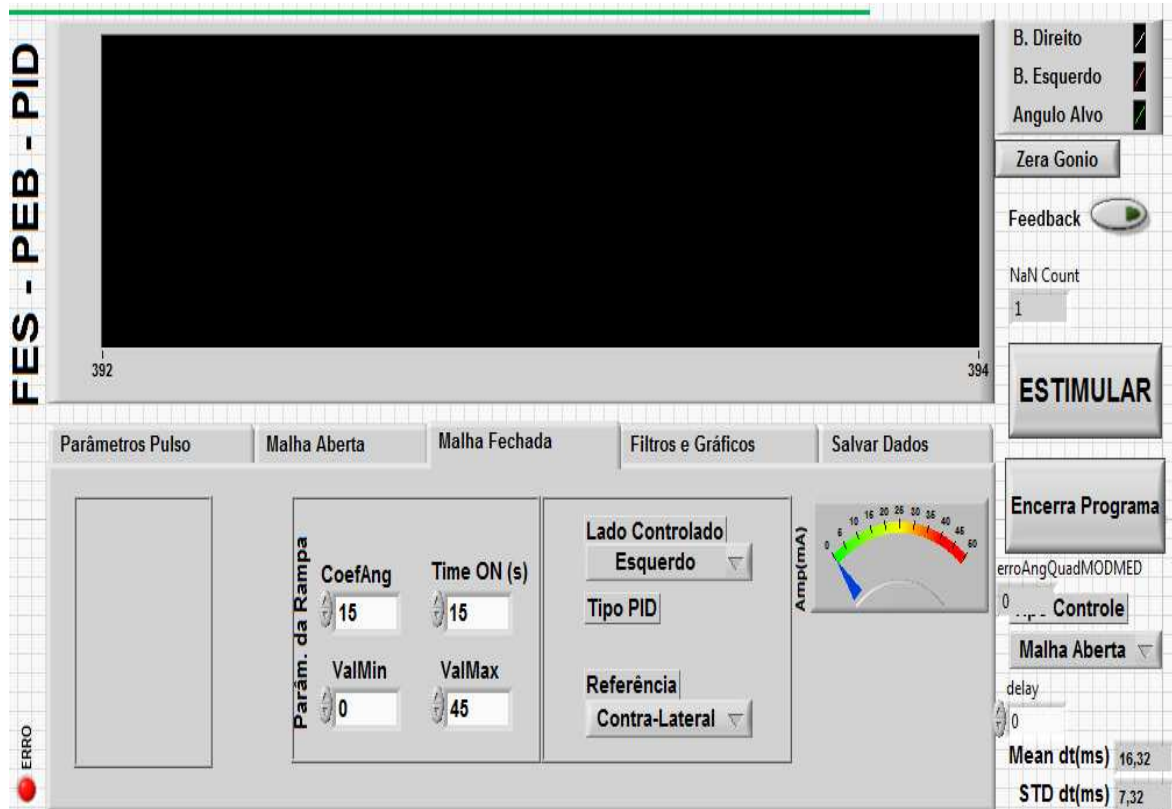 FES - PEB - PID
392
394
B. Direito
B. Esquerdo
Angulo Alvo
Zera Gonio
Feedback
NaN Count
1
ESTIMULAR
Encerra Programa
erroAngQuadMODMED
0
Controle
Malha Aberta
delay
0
Mean dt(ms) 16,32
STD dt(ms) 7,32
Parâmetros Pulso
Malha Aberta
Malha Fechada
Filtros e Gráficos
Salvar Dados
Parâm. da Rampa
CoefAng
15
Time ON (s)
15
ValMin
0
ValMax
45
Lado Controlado
Esquerdo
Tipo PID
Referência
Contra-Lateral
Amp(mA)
0 5 10 15 20 25 30 35 40 45 50
ERRO